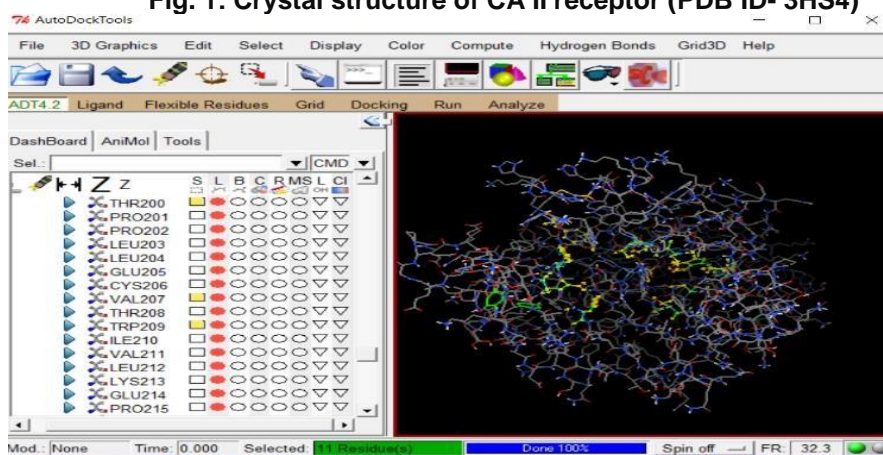 Fig. 1. Crystal structure of CA II receptor (PDB ID- 3HS4)
AutoDockTools
File 3D Graphics Edit Select Display Color Compute Hydrogen Bonds Grid3D Help
ADT4.2 Ligand Flexible Residues Grid Docking Run Analyze
DashBoard AniMol Tools
Sel.: CMD
Z Z S L B C R MS L Cl
THR200
PRO201
PRO202
LEU203
LEU204
GLU205
CYS206
VAL207
THR208
TRP209
ILE210
VAL211
LEU212
LYS213
GLU214
PRO215
Mod.: None Time: 0.000 Selected: 11 Residue(s) Done 100% Spin off FR: 32.3